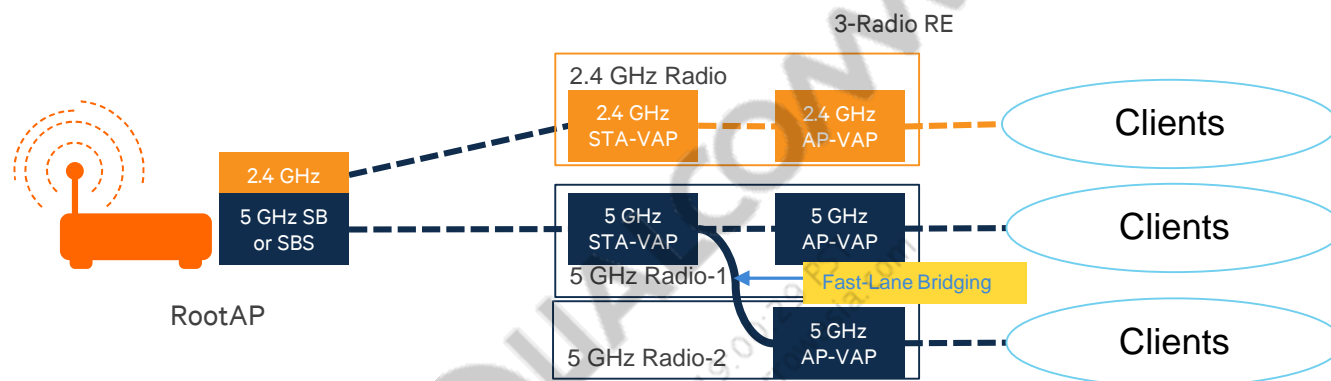 3-Radio RE
2.4 GHz Radio
2.4 GHz
STA-VAP
2.4 GHz
AP-VAP
Clients
2.4 GHz
5 GHz SB
or SBS
5 GHz
STA-VAP
5 GHz
AP-VAP
Clients
5 GHz Radio-1
Fast-Lane Bridging
RootAP
5 GHz
AP-VAP
Clients
5 GHz Radio-2